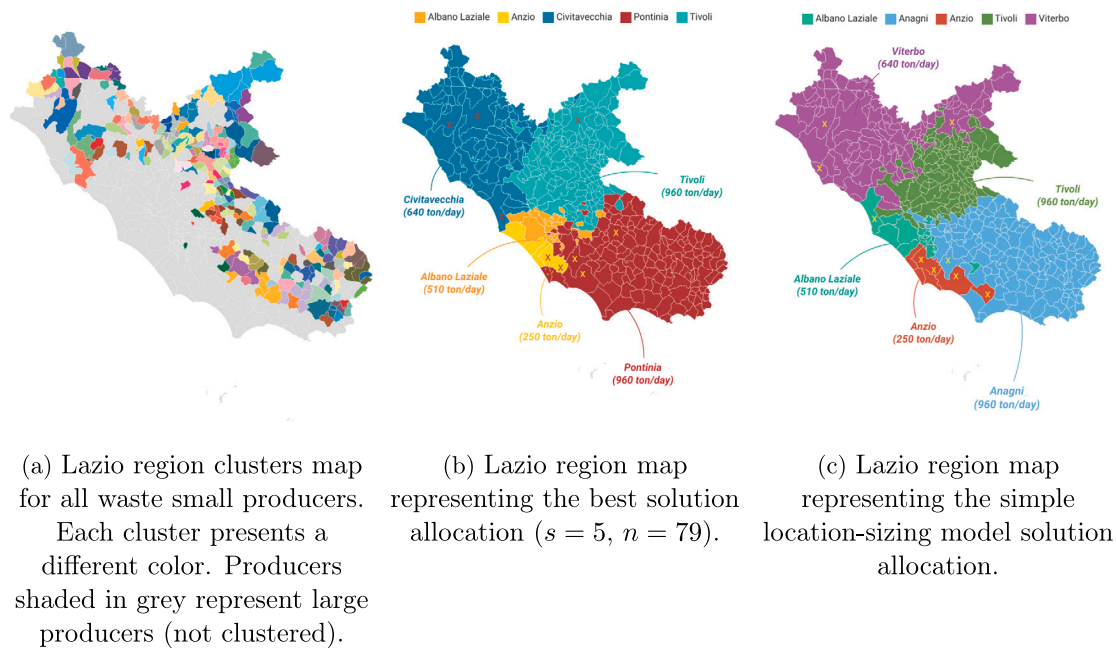 Albano Laziale Anzio Civitavecchia Pontinia Tivoli
Civitavecchia
(640 ton/day)
Tivoli
(960 ton/day)
Albano Laziale
(510 ton/day)
Anzio
(250 ton/day)
Pontinia
(960 ton/day)
X
X
X
X
X
X
X
X
Albano Laziale Anagni Anzio Tivoli Viterbo
Viterbo
(640 ton/day)
Tivoli
(960 ton/day)
Albano Laziale
(510 ton/day)
Anzio
(250 ton/day)
Anagni
(960 ton/day)
X
X
X
X
X
X
X
X
X
(a) Lazio region clusters map
for all waste small producers.
Each cluster presents a
different color. Producers
shaded in grey represent large
producers (not clustered).
(b) Lazio region map
representing the best solution
allocation (s = 5, n = 79).
(c) Lazio region map
representing the simple
location-sizing model solution
allocation.